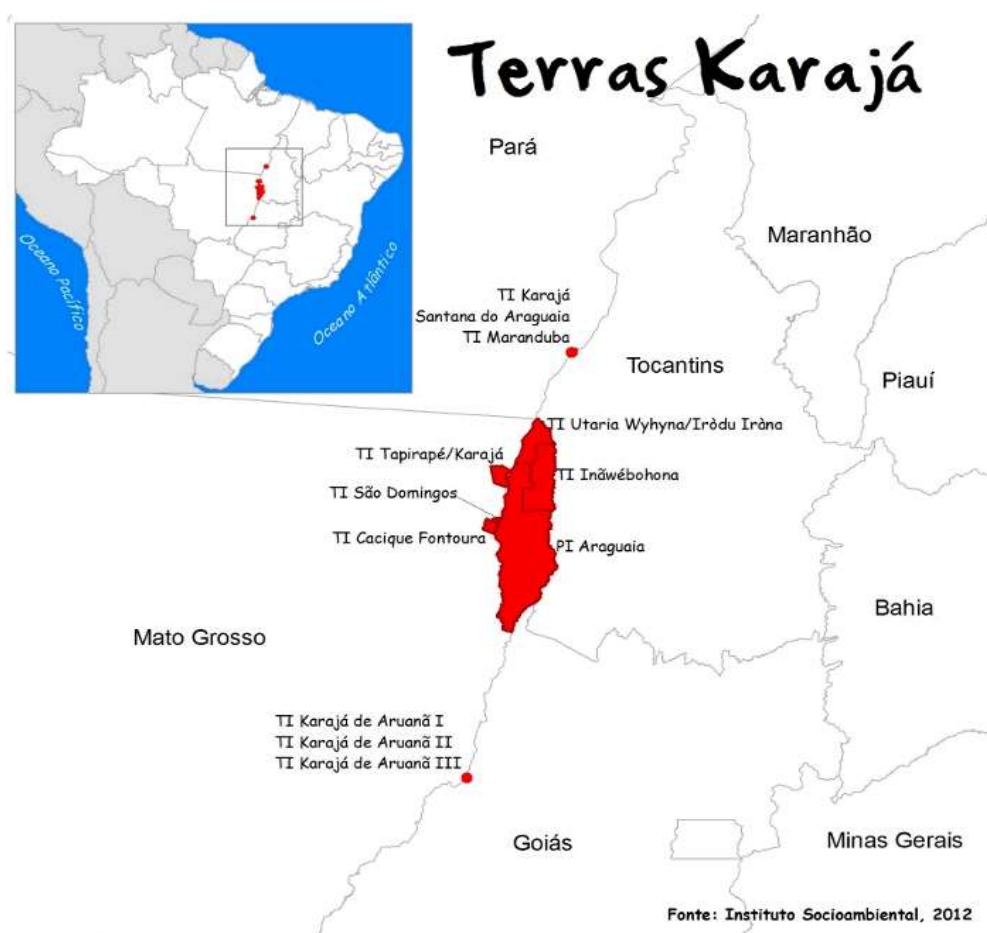 Terras Karajá
Oceano Pacífico
Oceano Atlântico
Pará
Maranhão
TI Karajá
Santana do Araguaia
TI Maranduba
Tocantins
Piauí
TI Utaria Wyhyna/Iròdu Iràna
TI Tapirapé/Karajá
TI Inãwébohona
TI São Domingos
TI Cacique Fontoura
PI Araguaia
Bahia
Mato Grosso
TI Karajá de Aruanã I
TI Karajá de Aruanã II
TI Karajá de Aruanã III
Goiás
Minas Gerais
Fonte: Instituto Socioambiental, 2012